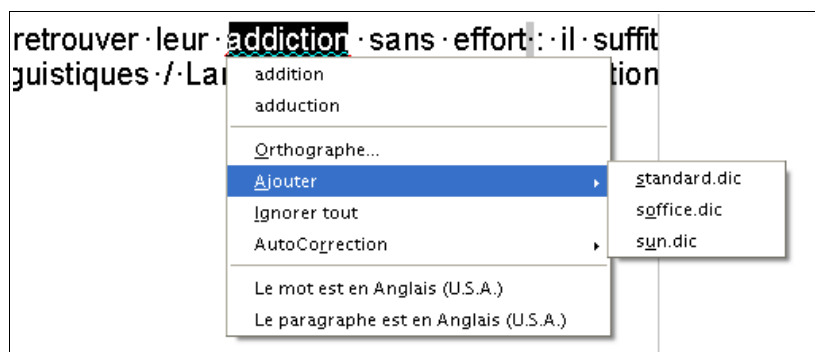 retrouver leur addiction sans effort : il suffit
guistiques / La tion
addition
adduction
Orthographe...
Ajouter
Ignorer tout
AutoCorrection
Le mot est en Anglais (U.S.A.)
Le paragraphe est en Anglais (U.S.A.)
standard.dic
soffice.dic
sun.dic